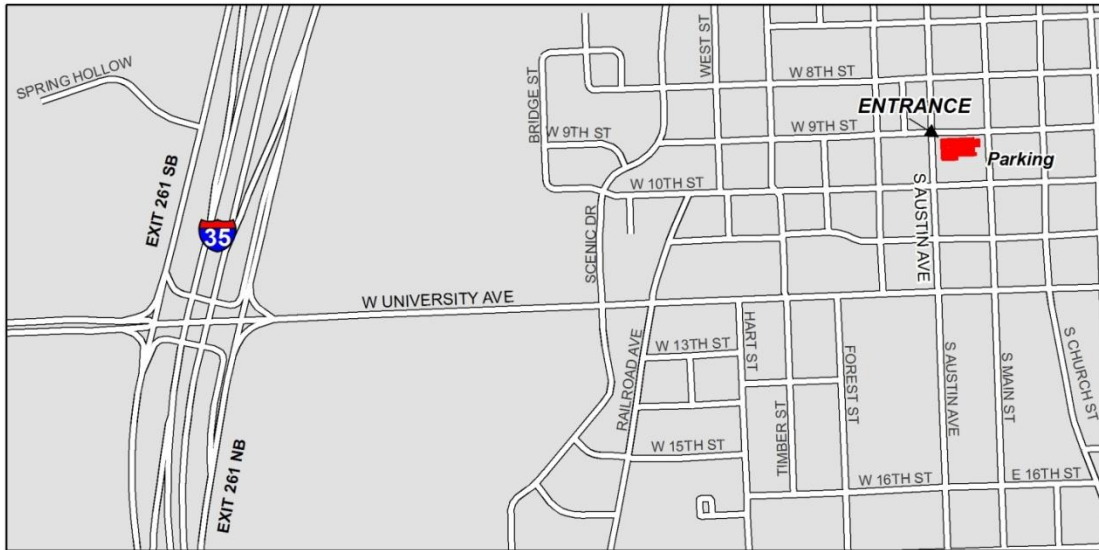 SPRING HOLLOW
EXIT 261 SB
35
EXIT 261 NB
W UNIVERSITY AVE
BRIDGE ST
W 9TH ST
W 10TH ST
SCENIC DR
RAILROAD AVE
WEST ST
W 8TH ST
ENTRANCE
W 9TH ST
Parking
S AUSTIN AVE
W 13TH ST
HART ST
W 15TH ST
TIMBER ST
FOREST ST
S AUSTIN AVE
S MAIN ST
S CHURCH ST
W 16TH ST
E 16TH ST